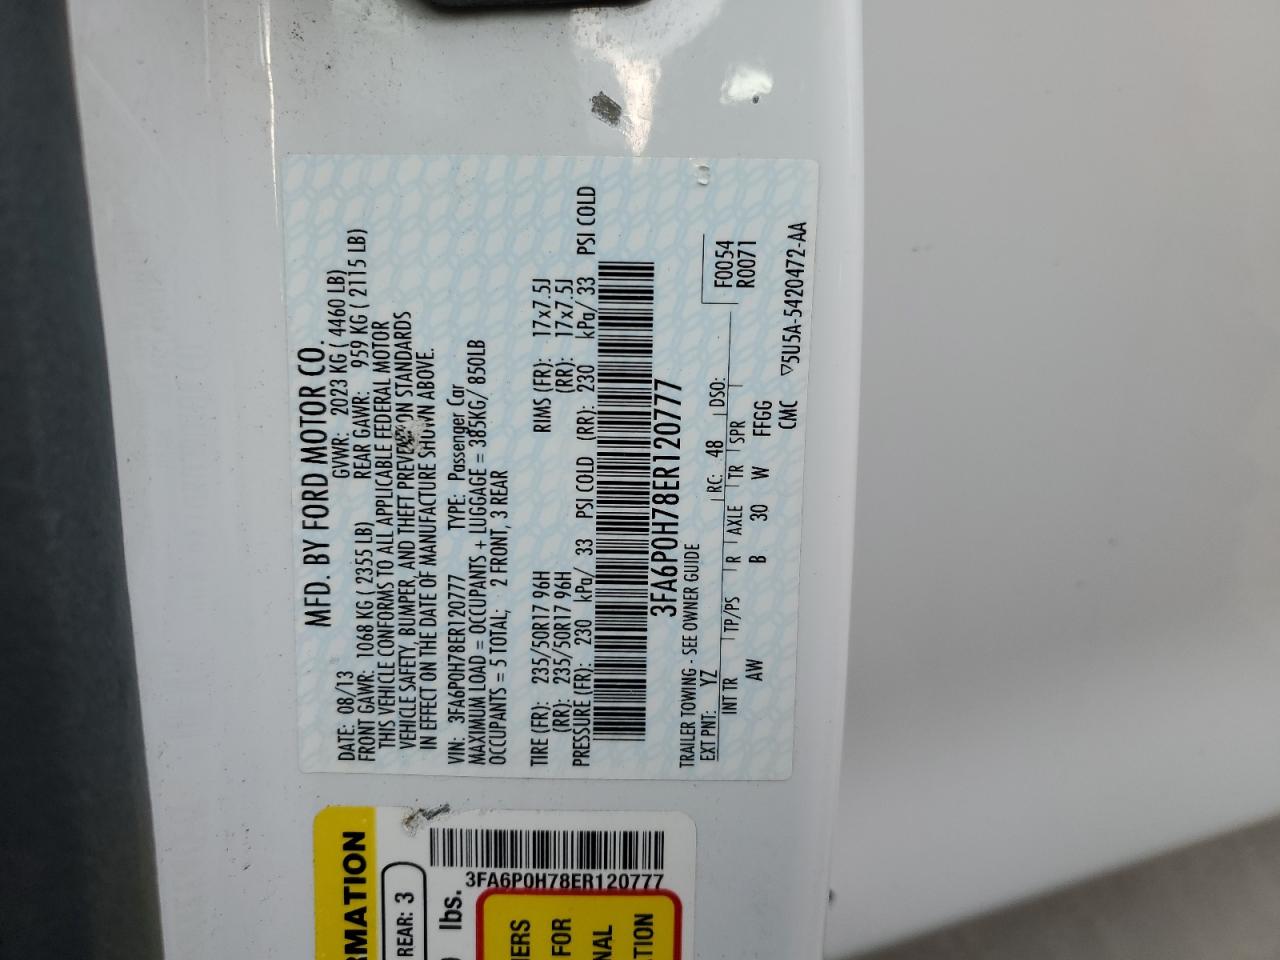 MFD. BY FORD MOTOR CO.
DATE: 08/13 GVWR: 2023 KG ( 4460 LB)
FRONT GAWR: 1068 KG ( 2355 LB) REAR GAWR: 959 KG ( 2115 LB)
THIS VEHICLE CONFORMS TO ALL APPLICABLE FEDERAL MOTOR
VEHICLE SAFETY, BUMPER, AND THEFT PREVENTION STANDARDS
IN EFFECT ON THE DATE OF MANUFACTURE SHOWN ABOVE.
VIN: 3FA6P0H78ER120777 TYPE: Passenger Car
MAXIMUM LOAD = OCCUPANTS + LUGGAGE = 385KG/ 850LB
OCCUPANTS = 5 TOTAL; 2 FRONT, 3 REAR
TIRE (FR): 235/50R17 96H RIMS (FR): 17x7.5J
(RR): 235/50R17 96H (RR): 17x7.5J
PRESSURE (FR): 230 kPa/ 33 PSI COLD (RR): 230 kPa/ 33 PSI COLD
3FA6P0H78ER120777
TRAILER TOWING - SEE OWNER GUIDE
EXT PNT: YZ RC: 48 DSO: F0054
R0071
INT TR TP/PS R AXLE TR SPR
AW B 30 W FFGG
CMC ▽5U5A-5420472-AA
RMATION
REAR: 3
lbs.
3FA6P0H78ER120777
FOR